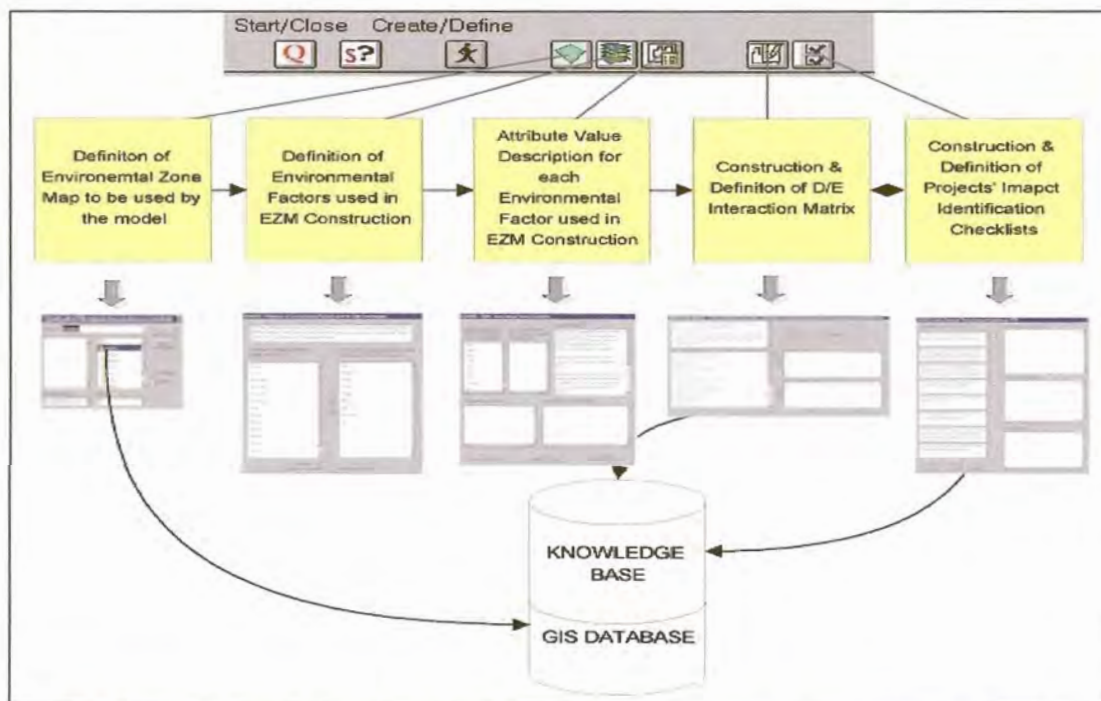 Start/Close Create/Define
Q S?
Definiton of
Environemtal Zone
Map to be used by
the model
Definition of
Environmental
Factors used in
EZM Construction
Attribute Value
Description for
each
Environmental
Factor used in
EZM Construction
Construction &
Definiton of D/E
Interaction Matrix
Construction &
Definition of
Projects' Imapct
Identification
Checklists
KNOWLEDGE
BASE
GIS DATABASE